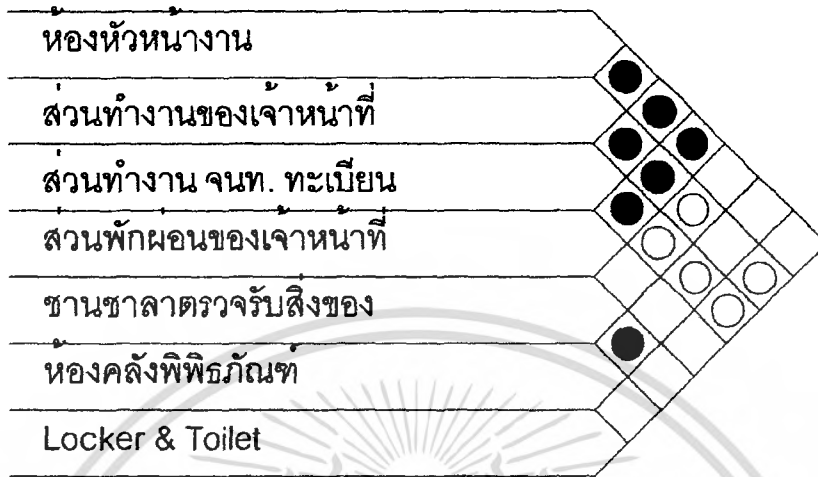 ห้องหัวหน้างาน
ส่วนทำงานของเจ้าหน้าที่
ส่วนทำงาน จนท. ทะเบียน
ส่วนพักผ่อนของเจ้าหน้าที่
ชานชาลาตรวจรับสิ่งของ
ห้องคลังพิพิธภัณฑ์
Locker & Toilet